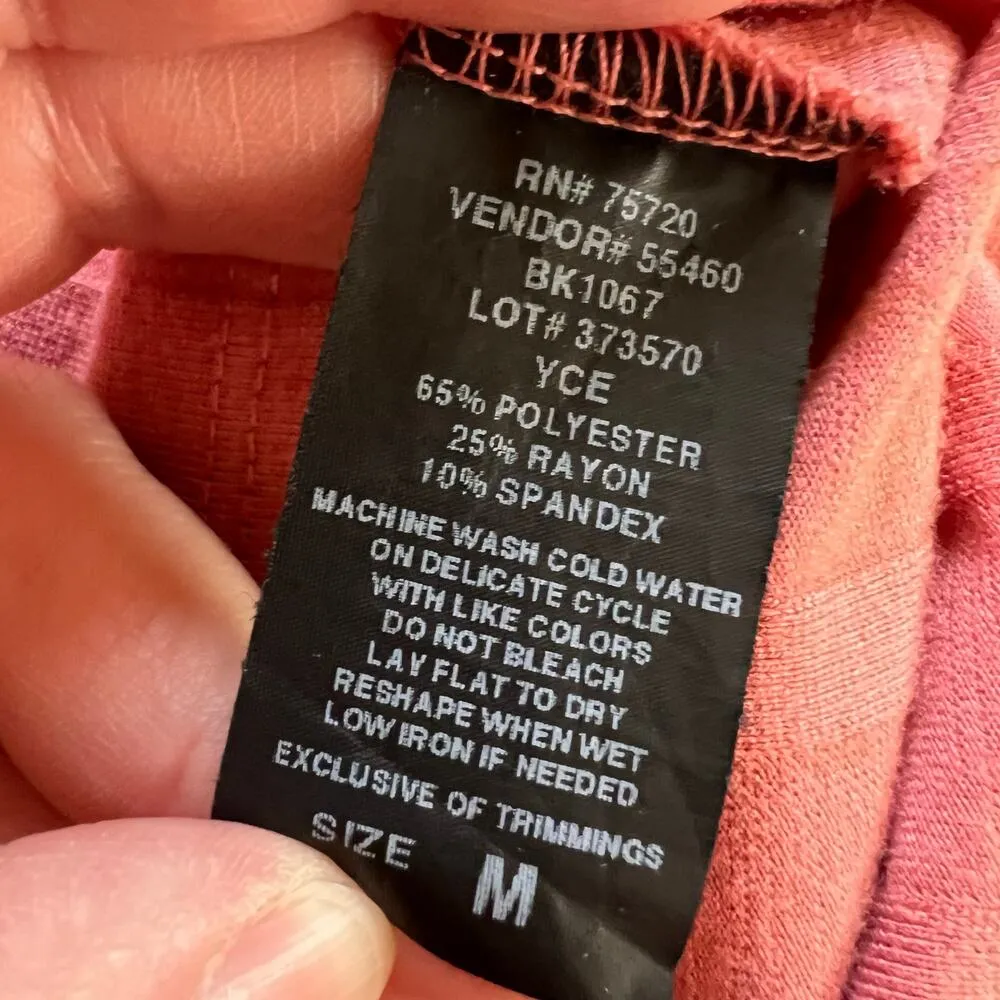 RN# 75720
VENDOR# 55460
BK1067
LOT# 373570
YCE
65% POLYESTER
25% RAYON
10% SPANDEX
MACHINE WASH COLD WATER
ON DELICATE CYCLE
WITH LIKE COLORS
DO NOT BLEACH
LAY FLAT TO DRY
RESHAPE WHEN WET
LOW IRON IF NEEDED
EXCLUSIVE OF TRIMMINGS
SIZE M